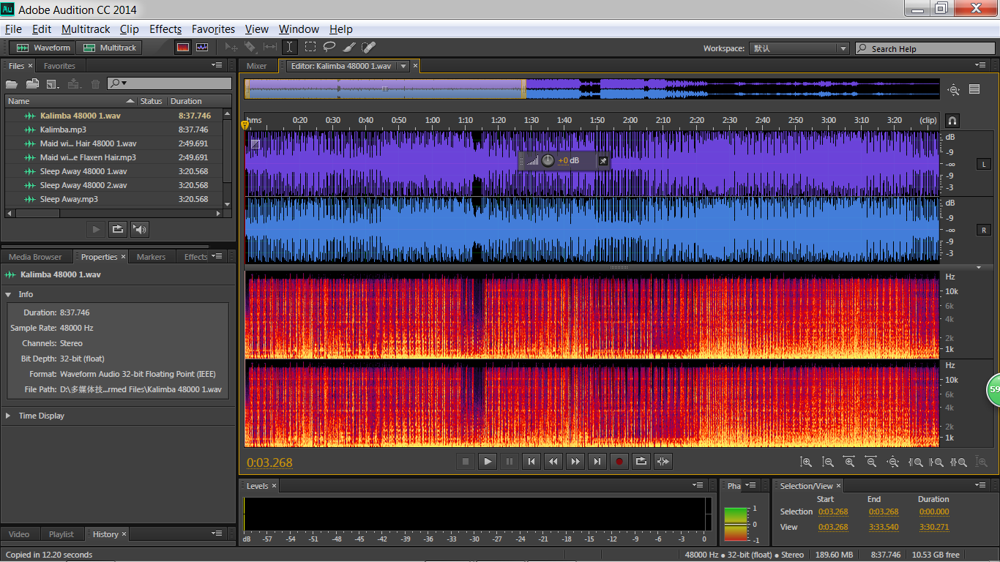 Au Adobe Audition CC 2014
File Edit Multitrack Clip Effects Favorites View Window Help
Waveform Multitrack Workspace: 默认 Search Help
Files × Favorites
Name Status Duration
Kalimba 48000 1.wav 8:37.746
Kalimba.mp3 8:37.746
Maid wi... Hair 48000 1.wav 2:49.691
Maid wi...e Flaxen Hair.mp3 2:49.691
Sleep Away 48000 1.wav 3:20.568
Sleep Away 48000 2.wav 3:20.568
Sleep Away.mp3 3:20.568
Media Browser Properties × Markers Effects
Kalimba 48000 1.wav
Info
Duration: 8:37.746
Sample Rate: 48000 Hz
Channels: Stereo
Bit Depth: 32-bit (float)
Format: Waveform Audio 32-bit Floating Point (IEEE)
File Path: D:\多媒体技...rmed Files\Kalimba 48000 1.wav
Time Display
Video Playlist History ×
Mixer Editor: Kalimba 48000 1.wav ×
hms 0:20 0:30 0:40 0:50 1:00 1:10 1:20 1:30 1:40 1:50 2:00 2:10 2:20 2:30 2:40 2:50 3:00 3:10 3:20 (clip)
+0 dB
dB
-9
-∞
-9
-3
L
dB
-9
-∞
-9
-3
R
Hz
10k
6k
4k
2k
1k
Hz
10k
6k
4k
2k
1k
59
0:03.268
Levels ×
dB -57 -54 -51 -48 -45 -42 -39 -36 -33 -30 -27 -24 -21 -18 -15 -12 -9 -6 -3 0
Pha
1
0
-1
Selection/View ×
Start End Duration
Selection 0:03.268 0:03.268 0:00.000
View 0:03.268 3:33.540 3:30.271
Copied in 12.20 seconds 48000 Hz ● 32-bit (float) ● Stereo 189.60 MB 8:37.746 10.53 GB free